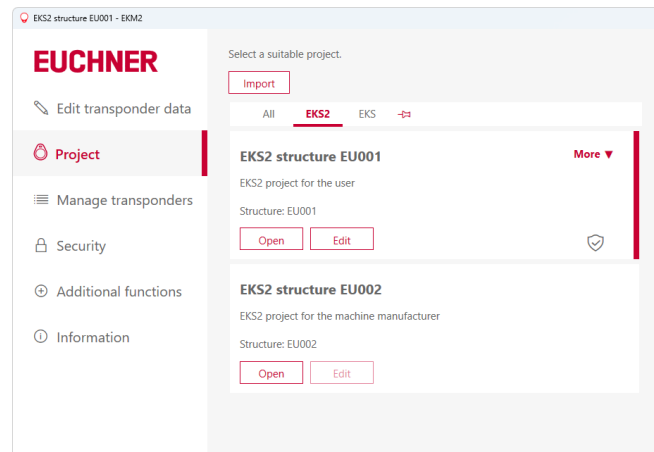 EKS2 structure EU001 - EKM2
EUCHNER
Edit transponder data
Project
Manage transponders
Security
Additional functions
Information
Select a suitable project.
Import
All EKS2 EKS
EKS2 structure EU001 More ▼
EKS2 project for the user
Structure: EU001
Open Edit
EKS2 structure EU002
EKS2 project for the machine manufacturer
Structure: EU002
Open Edit